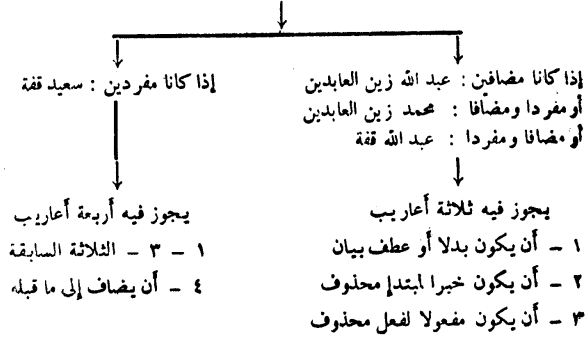 إذا كانا مضافين : عبد الله زين العابدين
أو مفردا ومضافا : محمد زين العابدين
أو مضافا ومفردا : عبد الله قفة
يجوز فيه ثلاثة أعاريب
١ - أن يكون بدلا أو عطف بيان
٢ - أن يكون خبرا لمبتدإ محذوف
٣ - أن يكون مفعولا لفعل محذوف
إذا كانا مفردين : سعيد قفة
يجوز فيه أربعة أعاريب
١ - ٣ - الثلاثة السابقة
٤ - أن يضاف إلى ما قبله